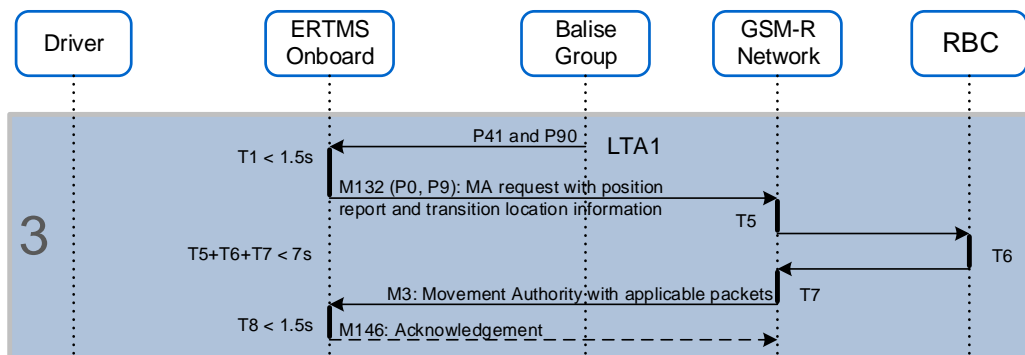 Driver
ERTMS
Onboard
Balise
Group
GSM-R
Network
RBC
P41 and P90
LTA1
T1 < 1.5s
M132 (P0, P9): MA request with position
report and transition location information
T5
3
T5+T6+T7 < 7s
T6
M3: Movement Authority with applicable packets
T7
T8 < 1.5s
M146: Acknowledgement